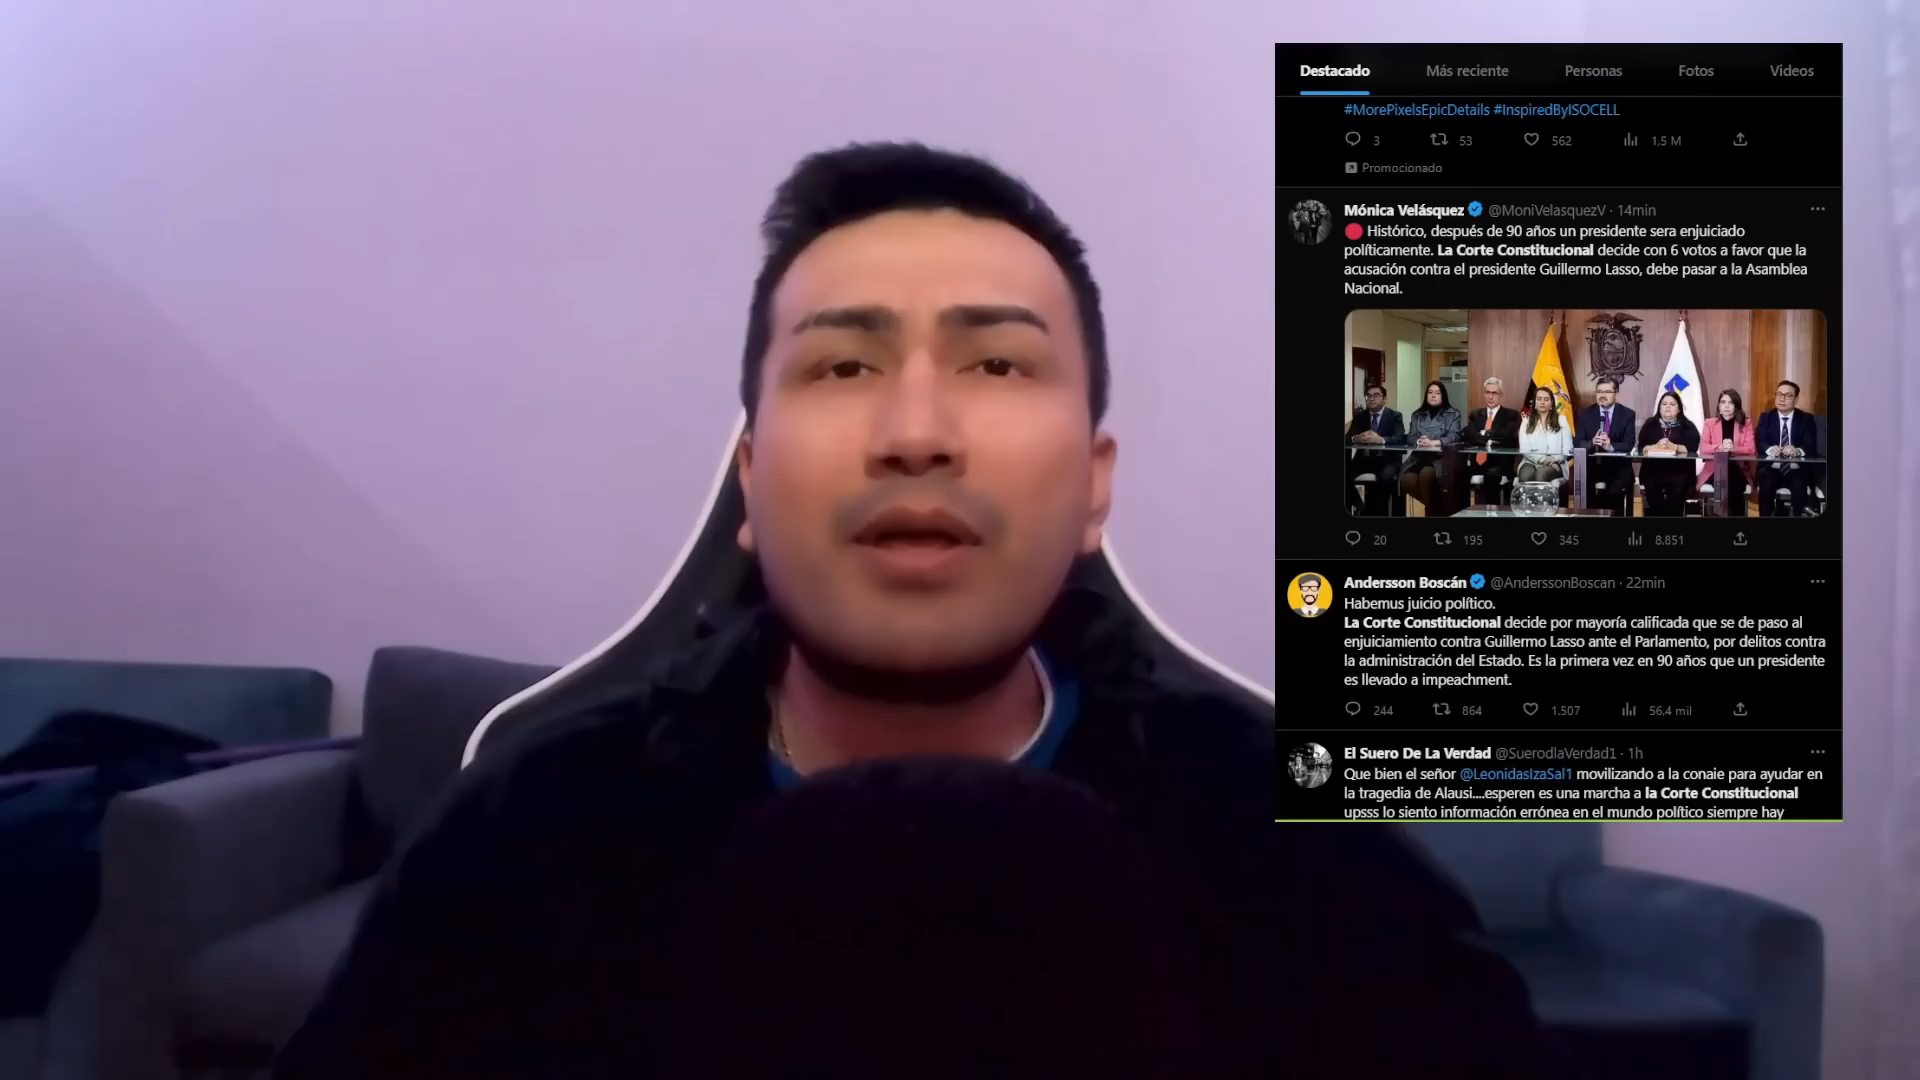 Destacado Más reciente Personas Fotos Videos
#MorePixelsEpicDetails #InspiredByISOCELL
3 53 562 1,5 M
Promocionado
Mónica Velásquez @MoniVelasquezV · 14min
Histórico, después de 90 años un presidente sera enjuiciado
políticamente. La Corte Constitucional decide con 6 votos a favor que la
acusación contra el presidente Guillermo Lasso, debe pasar a la Asamblea
Nacional.
20 195 345 8.851
Andersson Boscán @AnderssonBoscan · 22min
Habemus juicio político.
La Corte Constitucional decide por mayoría calificada que se de paso al
enjuiciamiento contra Guillermo Lasso ante el Parlamento, por delitos contra
la administración del Estado. Es la primera vez en 90 años que un presidente
es llevado a impeachment.
244 864 1.507 56,4 mil
El Suero De La Verdad @SuerodlaVerdad1 · 1h
Que bien el señor @LeonidasIzaSal1 movilizando a la conaie para ayudar en
la tragedia de Alausi....esperen es una marcha a la Corte Constitucional
upsss lo siento información errónea en el mundo político siempre hay